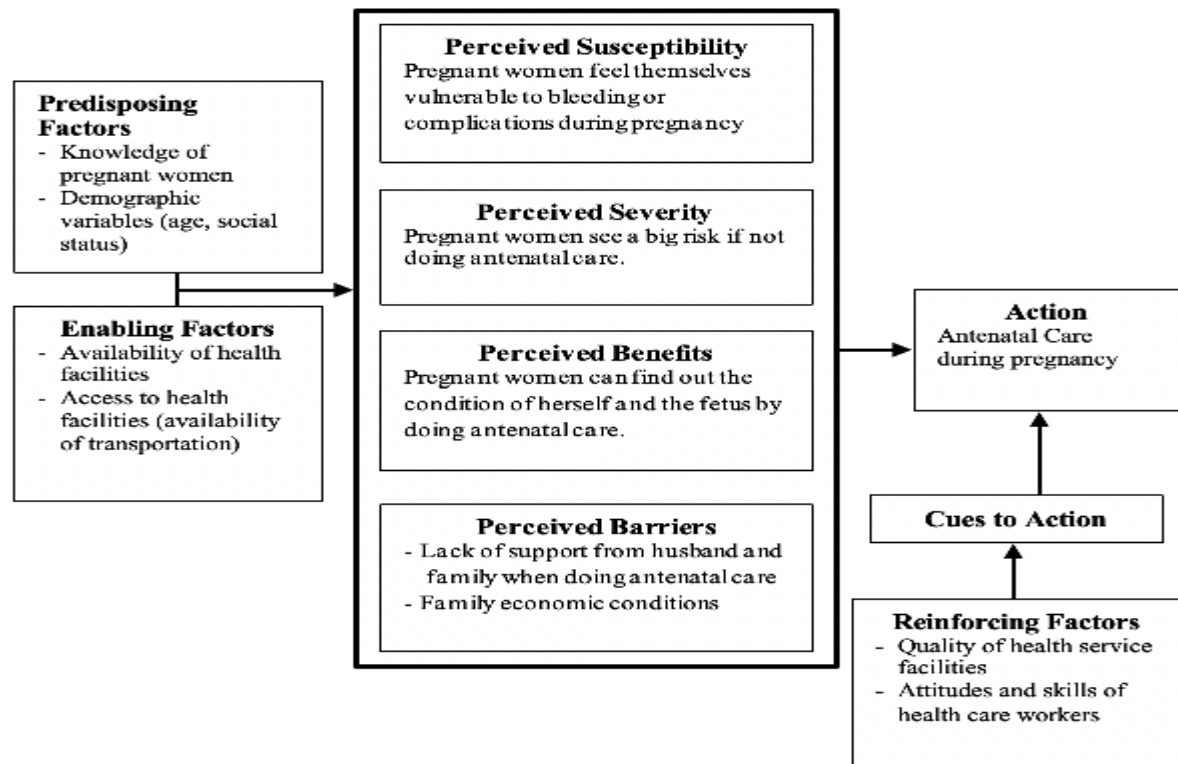 Predisposing
Factors
- Knowledge of
pregnant women
- Demographic
variables (age, social
status)
Enabling Factors
- Availability of health
facilities
- Access to health
facilities (availability
of transportation)
Perceived Susceptibility
Pregnant women feel themselves
vulnerable to bleeding or
complications during pregnancy
Perceived Severity
Pregnant women see a big risk if not
doing antenatal care.
Perceived Benefits
Pregnant women can find out the
condition of herself and the fetus by
doing antenatal care.
Perceived Barriers
- Lack of support from husband and
family when doing antenatal care
- Family economic conditions
Action
Antenatal Care
during pregnancy
Cues to Action
Reinforcing Factors
- Quality of health service
facilities
- Attitudes and skills of
health care workers